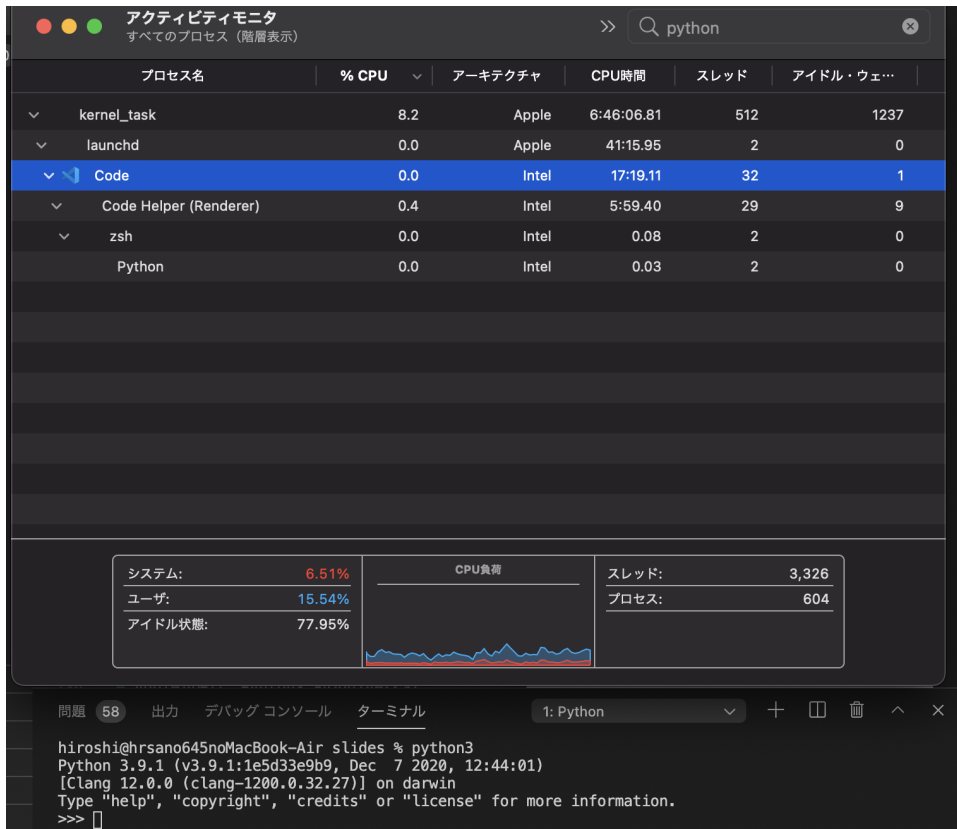 アクティビティモニタ
すべてのプロセス（階層表示）
python
プロセス名 % CPU アーキテクチャ CPU時間 スレッド アイドル・ウェ…
kernel_task 8.2 Apple 6:46:06.81 512 1237
launchd 0.0 Apple 41:15.95 2 0
Code 0.0 Intel 17:19.11 32 1
Code Helper (Renderer) 0.4 Intel 5:59.40 29 9
zsh 0.0 Intel 0.08 2 0
Python 0.0 Intel 0.03 2 0
システム: 6.51% CPU負荷 スレッド: 3,326
ユーザ: 15.54% プロセス: 604
アイドル状態: 77.95%
問題 58 出力 デバッグ コンソール ターミナル 1: Python
hiroshi@hrsano645noMacBook-Air slides % python3
Python 3.9.1 (v3.9.1:1e5d33e9b9, Dec  7 2020, 12:44:01)
[Clang 12.0.0 (clang-1200.0.32.27)] on darwin
Type "help", "copyright", "credits" or "license" for more information.
>>>